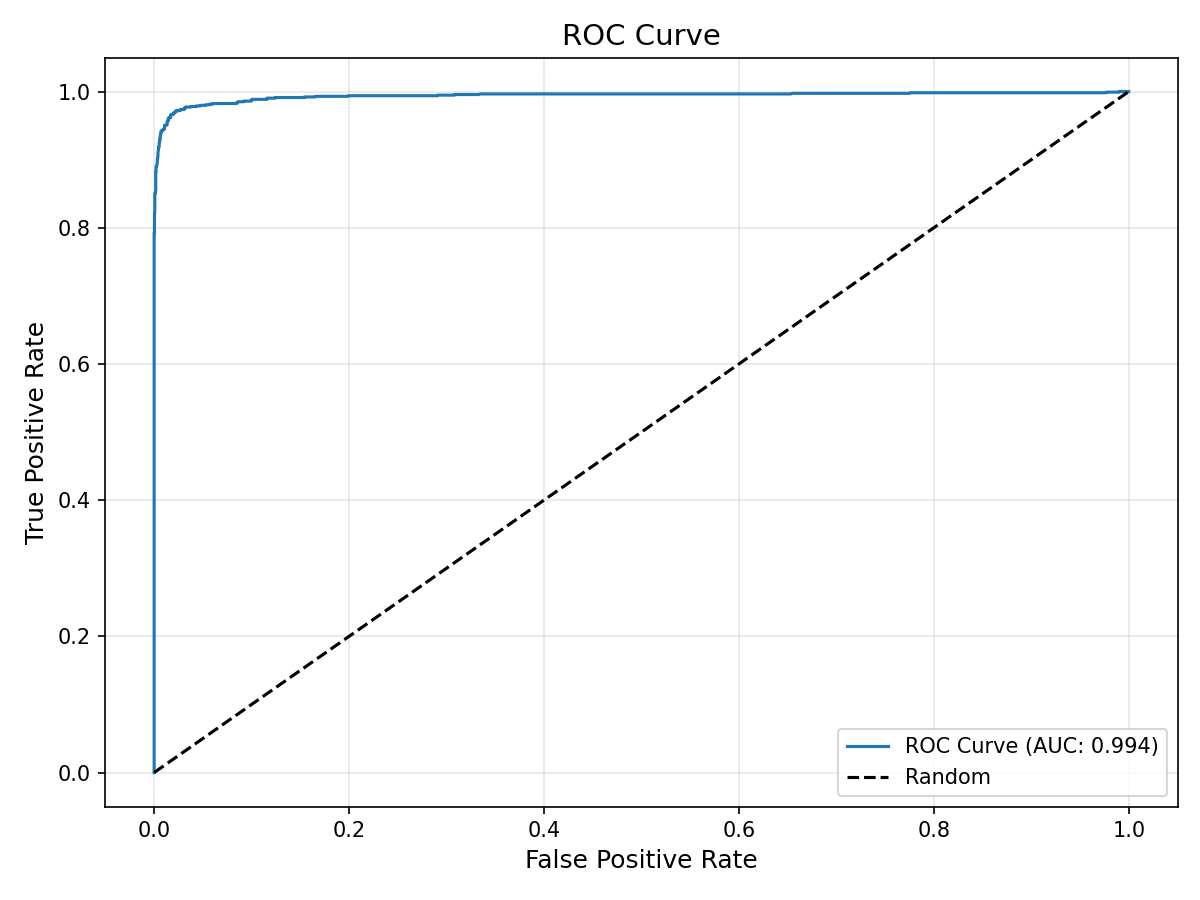 ROC Curve
1.0
0.8
0.6
0.4
0.2
0.0
True Positive Rate
0.0 0.2 0.4 0.6 0.8 1.0
False Positive Rate
ROC Curve (AUC: 0.994)
Random